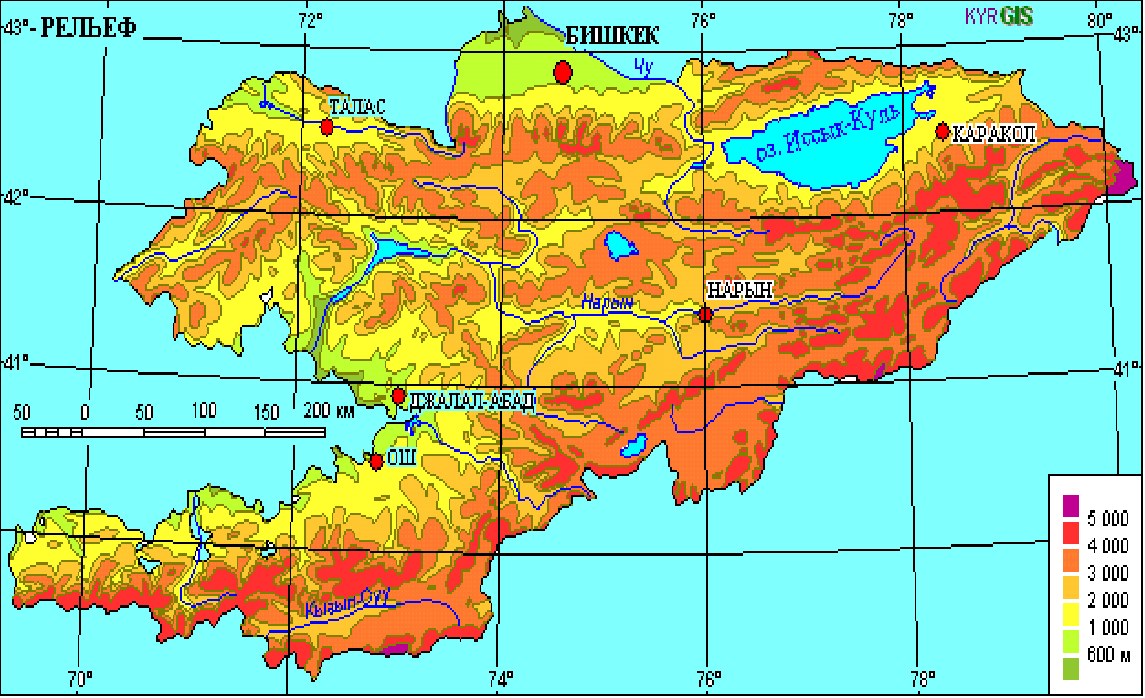 43°- РЕЛЬЕФ
72°
76°
78°
KYRGIS
80°
43°
БИШКЕК
Чу
ТАЛАС
оз. Иссык-Куль
КАРАКОЛ
42°
42°
НАРЫН
Нарын
41°
41°
50 0 50 100 150 200 км
ДЖАЛАЛ-АБАД
ОШ
5 000
4 000
3 000
2 000
1 000
600 м
Кызыл-Суу
70°
74°
76°
78°